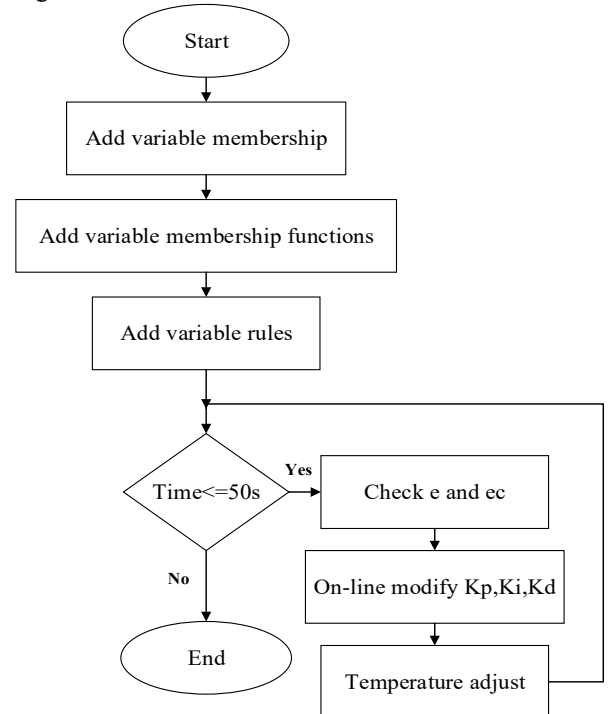 Start
Add variable membership
Add variable membership functions
Add variable rules
Time<=50s
Yes
Check e and ec
On-line modify Kp,Ki,Kd
No
End
Temperature adjust